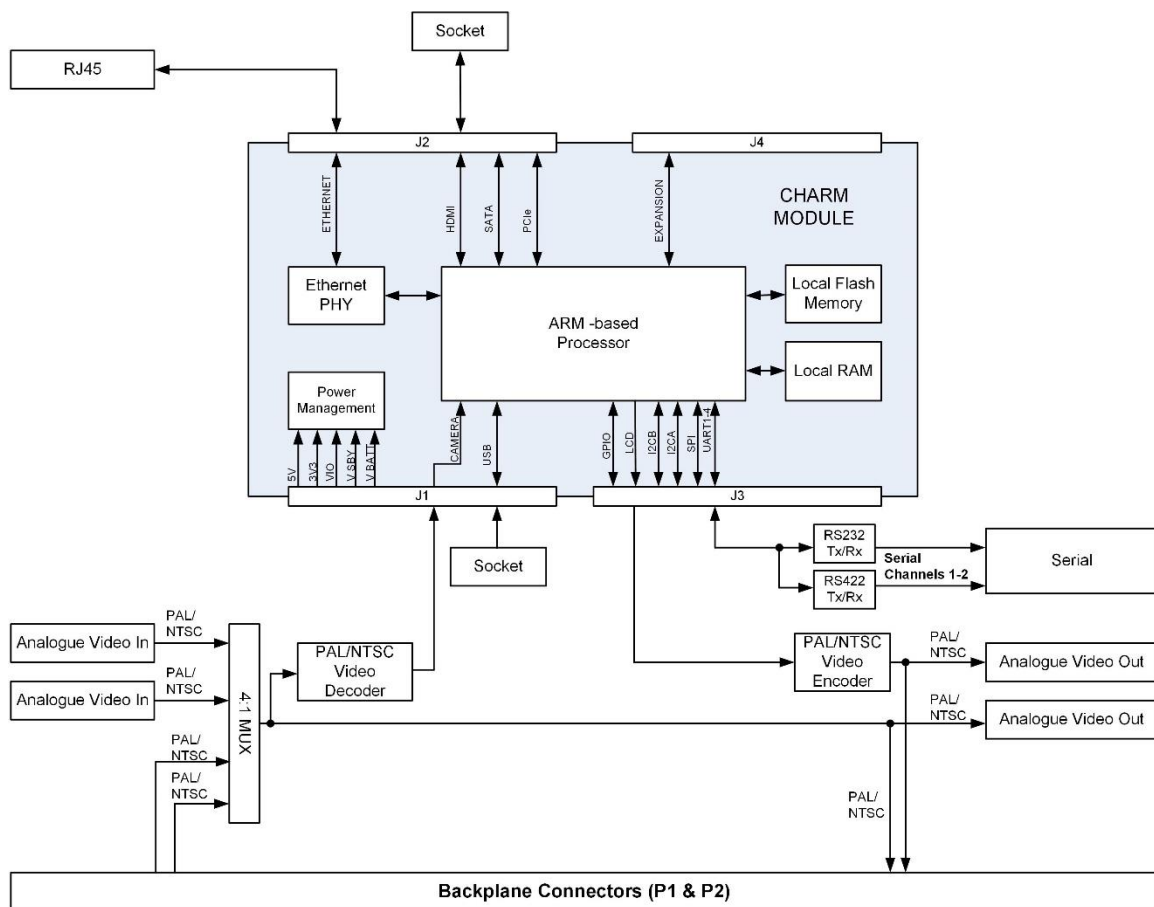 Socket
RJ45
J2
J4
ETHERNET
HDMI
SATA
PCIe
EXPANSION
CHARM
MODULE
Ethernet
PHY
ARM -based
Processor
Local Flash
Memory
Local RAM
Power
Management
5V
3V3
VIO
V.SBY
V.BATT
CAMERA
USB
GPIO
LCD
I2CB
I2CA
SPI
UART1-4
J1
J3
Socket
RS232
Tx/Rx
RS422
Tx/Rx
Serial
Channels 1-2
Serial
Analogue Video In
PAL/
NTSC
Analogue Video In
PAL/
NTSC
PAL/
NTSC
PAL/
NTSC
4:1 MUX
PAL/NTSC
Video
Decoder
PAL/NTSC
Video
Encoder
PAL/
NTSC
Analogue Video Out
PAL/
NTSC
Analogue Video Out
PAL/
NTSC
Backplane Connectors (P1 & P2)